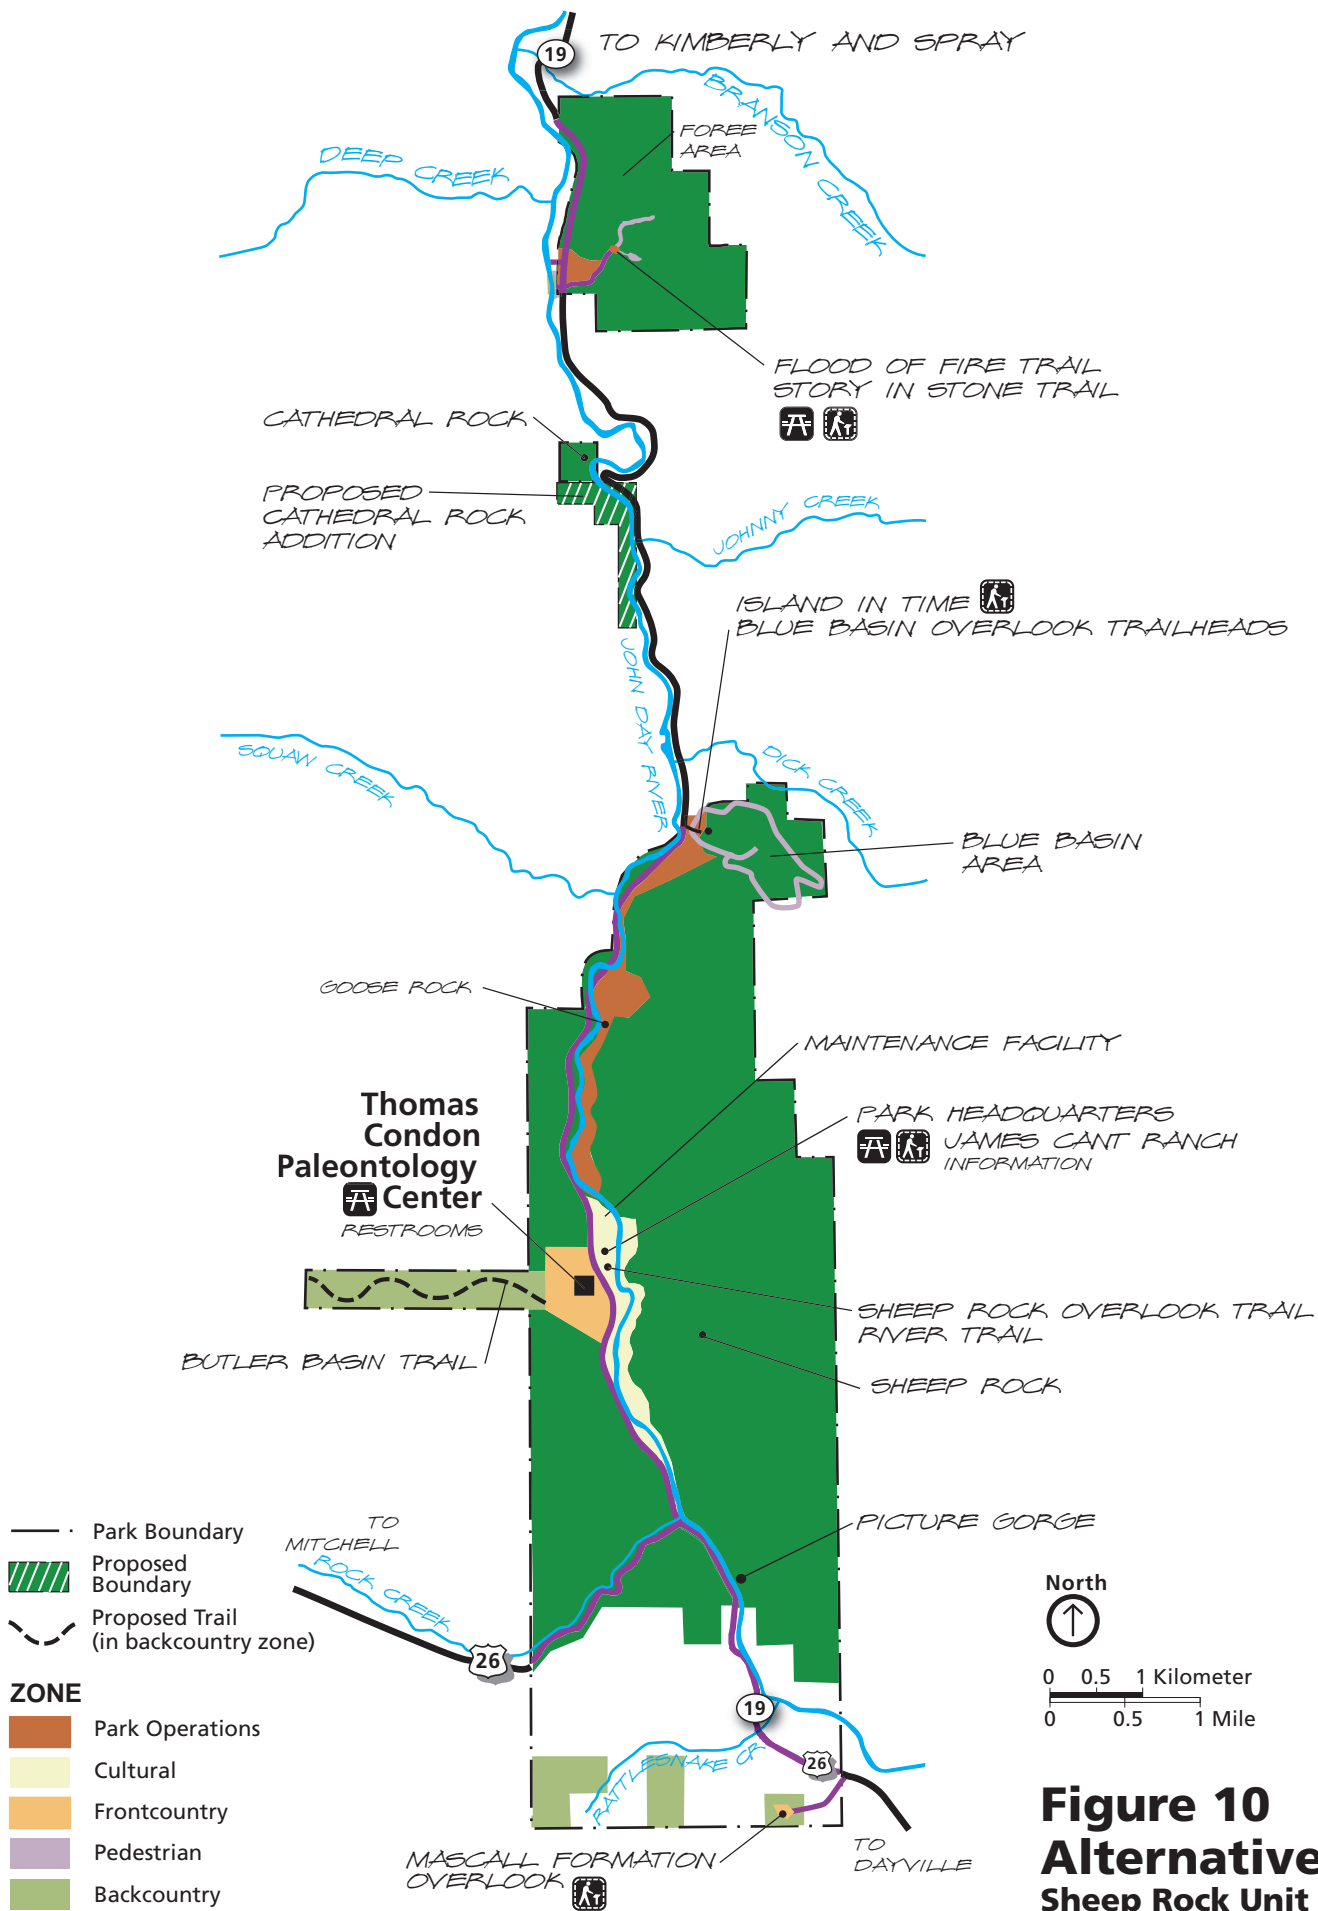 19
TO KIMBERLY AND SPRAY
BRANSON CREEK
FOREE
AREA
DEEP CREEK
FLOOD OF FIRE TRAIL
STORY IN STONE TRAIL
CATHEDRAL ROCK
PROPOSED
CATHEDRAL ROCK
ADDITION
JOHNNY CREEK
ISLAND IN TIME
BLUE BASIN OVERLOOK TRAILHEADS
JOHN DAY RIVER
SQUAW CREEK
DICK CREEK
BLUE BASIN
AREA
GOOSE ROCK
MAINTENANCE FACILITY
Thomas
Condon
Paleontology
Center
RESTROOMS
PARK HEADQUARTERS
JAMES CANT RANCH
INFORMATION
SHEEP ROCK OVERLOOK TRAIL
RIVER TRAIL
BUTLER BASIN TRAIL
SHEEP ROCK
PICTURE GORGE
TO
MITCHELL
ROCK CREEK
26
19
26
RATTLESNAKE CR
MASCALL FORMATION
OVERLOOK
TO
DAYVILLE
Park Boundary
Proposed
Boundary
Proposed Trail
(in backcountry zone)
ZONE
Park Operations
Cultural
Frontcountry
Pedestrian
Backcountry
North
0 0.5 1 Kilometer
0 0.5 1 Mile
Figure 10
Alternative
Sheep Rock Unit